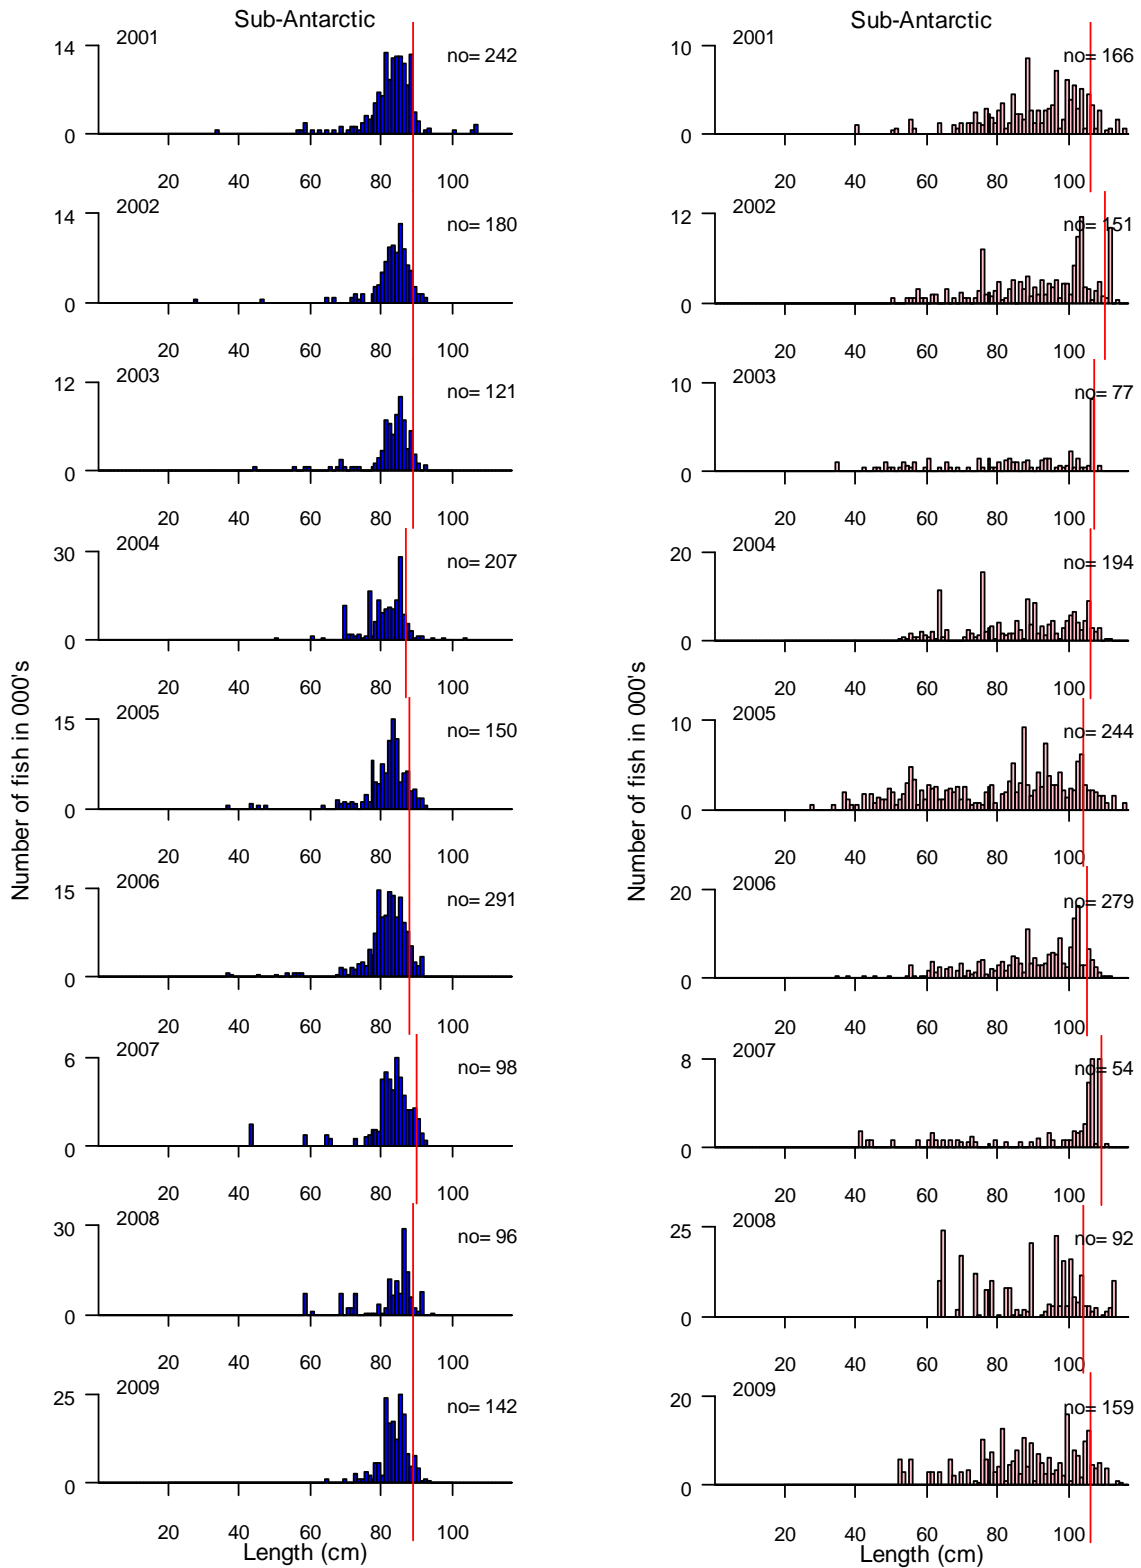 Sub-Antarctic
Sub-Antarctic
Number of fish in 000's
14
2001
no= 242
0
20 40 60 80 100
14
2002
no= 180
0
20 40 60 80 100
12
2003
no= 121
0
20 40 60 80 100
30
2004
no= 207
0
20 40 60 80 100
15
2005
no= 150
0
20 40 60 80 100
15
2006
no= 291
0
20 40 60 80 100
6
2007
no= 98
0
20 40 60 80 100
30
2008
no= 96
0
20 40 60 80 100
25
2009
no= 142
0
20 40 60 80 100
Length (cm)
Number of fish in 000's
10
2001
no= 166
0
20 40 60 80 100
12
2002
no= 151
0
20 40 60 80 100
10
2003
no= 77
0
20 40 60 80 100
20
2004
no= 194
0
20 40 60 80 100
10
2005
no= 244
0
20 40 60 80 100
20
2006
no= 279
0
20 40 60 80 100
8
2007
no= 54
0
20 40 60 80 100
25
2008
no= 92
0
20 40 60 80 100
20
2009
no= 159
0
20 40 60 80 100
Length (cm)